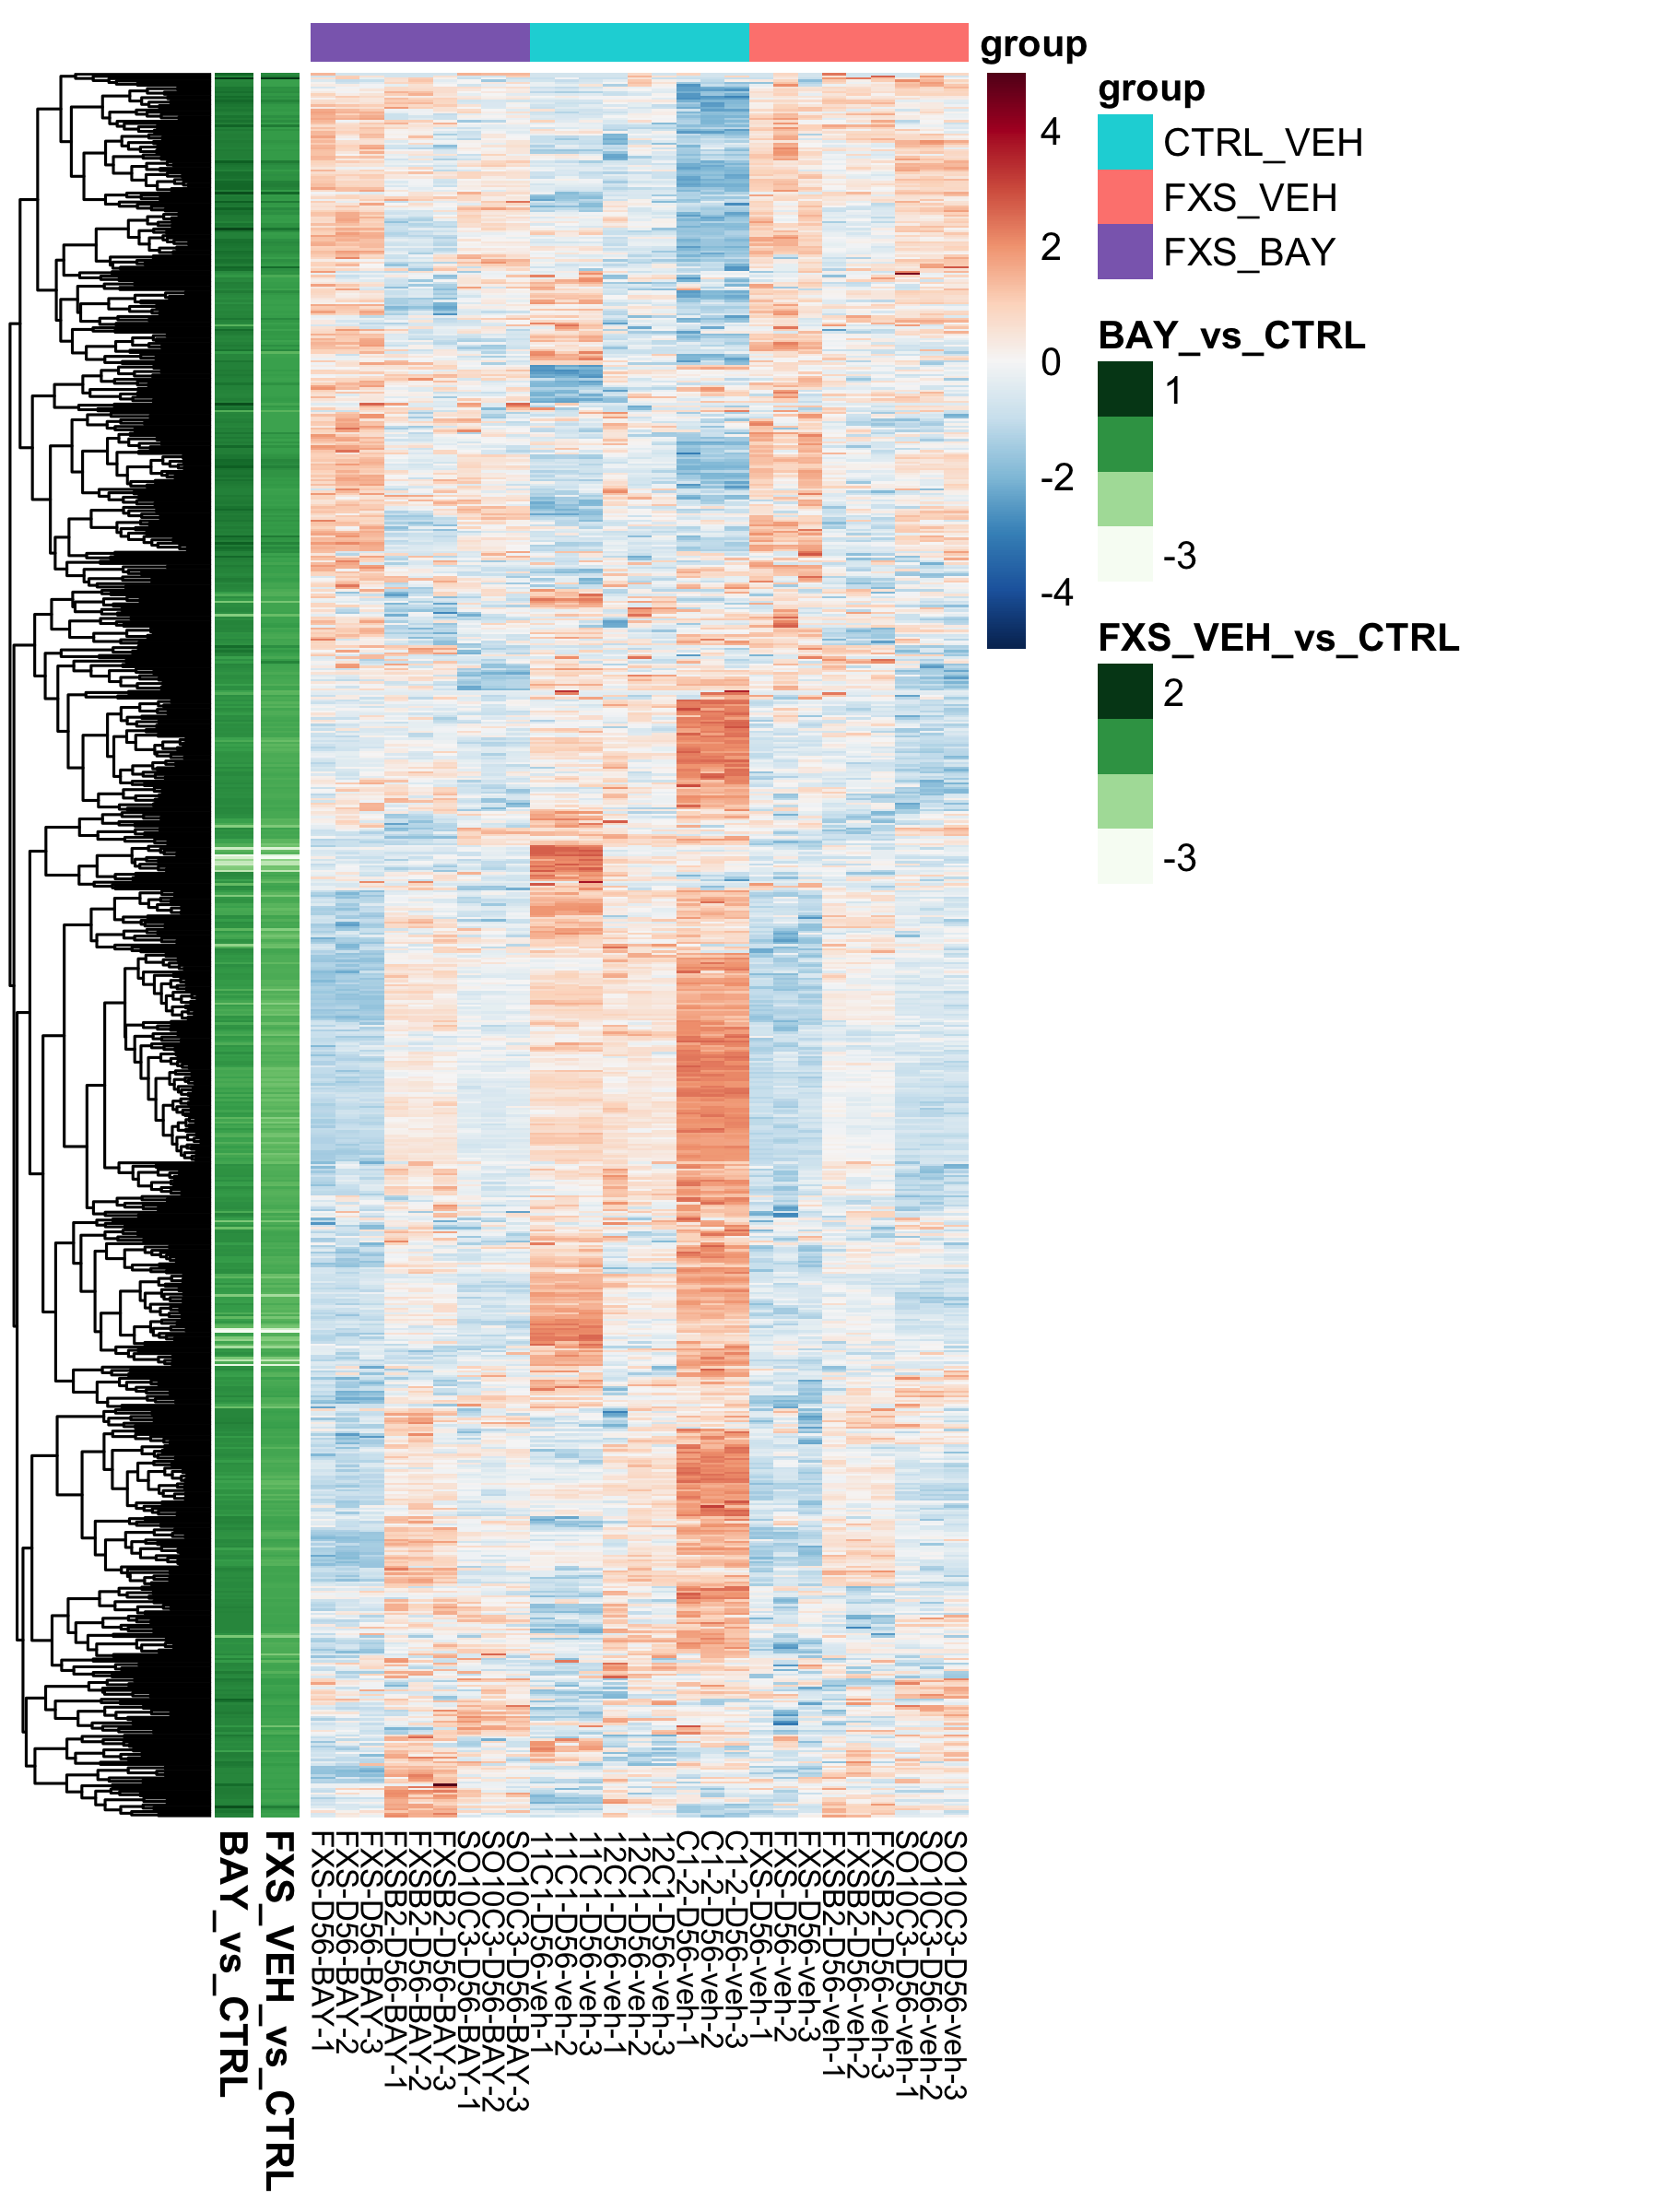 group
4
2
0
-2
-4
group
CTRL_VEH
FXS_VEH
FXS_BAY
BAY_vs_CTRL
1
-3
FXS_VEH_vs_CTRL
2
-3
BAY_vs_CTRL
FXS_VEH_vs_CTRL
FXS-D56-BAY-1
FXS-D56-BAY-2
FXS-D56-BAY-3
FXSB2-D56-BAY-1
FXSB2-D56-BAY-2
FXSB2-D56-BAY-3
SO10C3-D56-BAY-1
SO10C3-D56-BAY-2
SO10C3-D56-BAY-3
11C1-D56-veh-1
11C1-D56-veh-2
11C1-D56-veh-3
12C1-D56-veh-1
12C1-D56-veh-2
12C1-D56-veh-3
C1-2-D56-veh-1
C1-2-D56-veh-2
C1-2-D56-veh-3
FXS-D56-veh-1
FXS-D56-veh-2
FXS-D56-veh-3
FXSB2-D56-veh-1
FXSB2-D56-veh-2
FXSB2-D56-veh-3
SO10C3-D56-veh-1
SO10C3-D56-veh-2
SO10C3-D56-veh-3